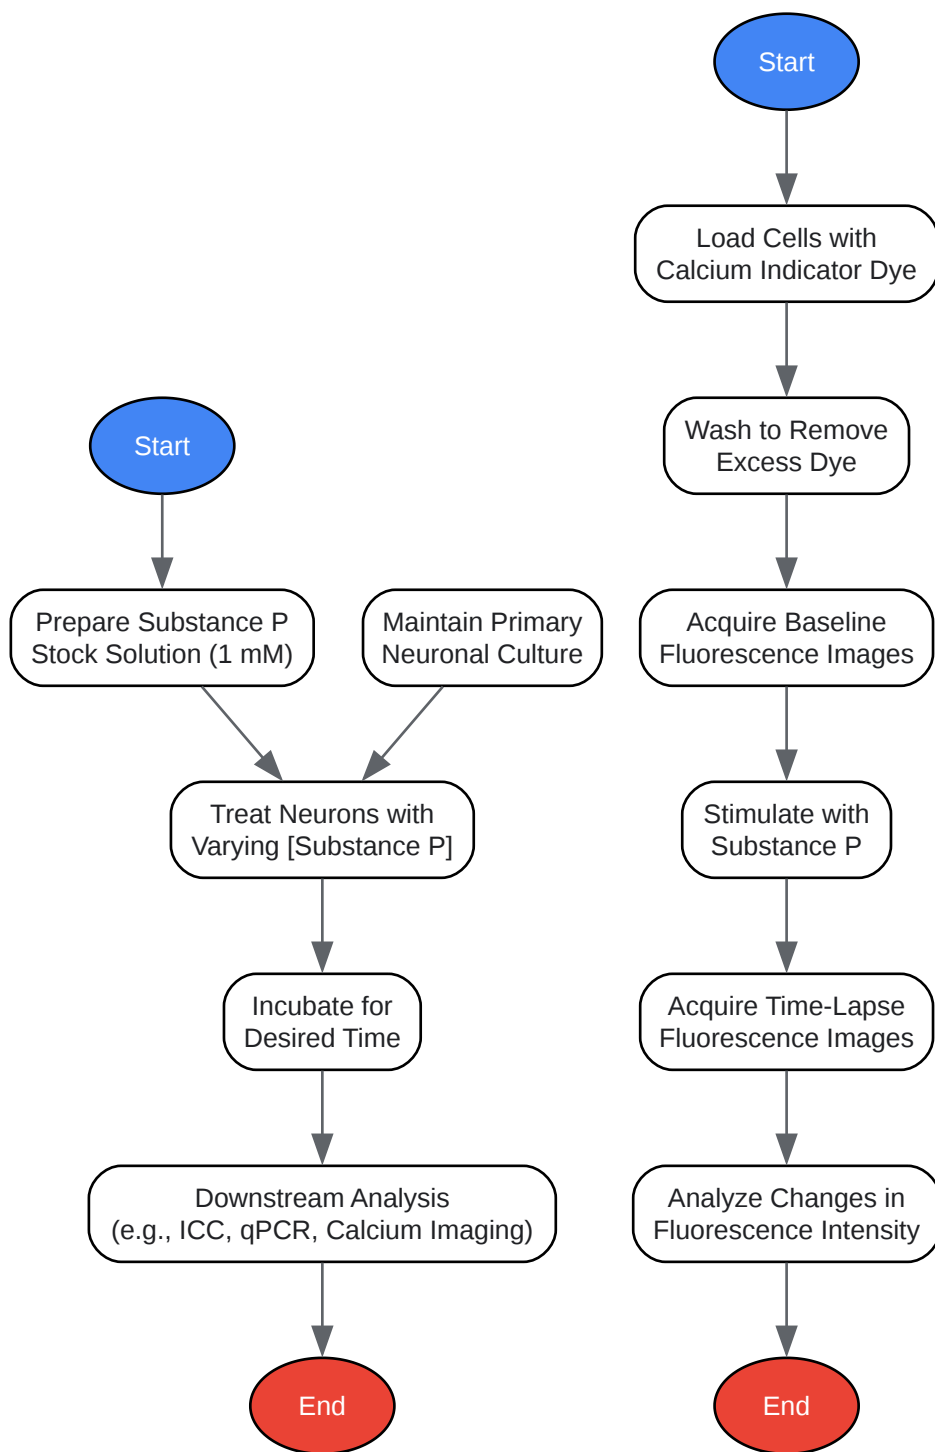 Start
Prepare Substance P
Stock Solution (1 mM)
Maintain Primary
Neuronal Culture
Treat Neurons with
Varying [Substance P]
Incubate for
Desired Time
Downstream Analysis
(e.g., ICC, qPCR, Calcium Imaging)
End
Start
Load Cells with
Calcium Indicator Dye
Wash to Remove
Excess Dye
Acquire Baseline
Fluorescence Images
Stimulate with
Substance P
Acquire Time-Lapse
Fluorescence Images
Analyze Changes in
Fluorescence Intensity
End